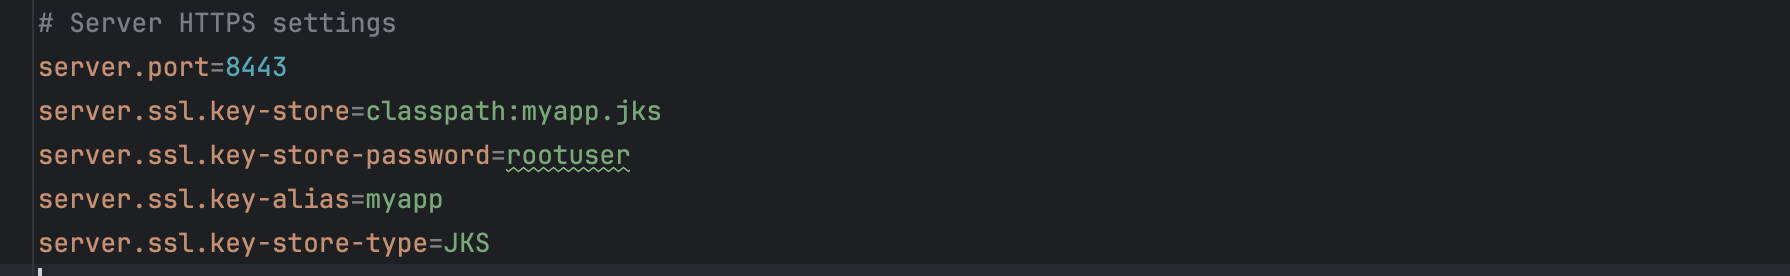 # Server HTTPS settings
server.port=8443
server.ssl.key-store=classpath:myapp.jks
server.ssl.key-store-password=rootuser
server.ssl.key-alias=myapp
server.ssl.key-store-type=JKS